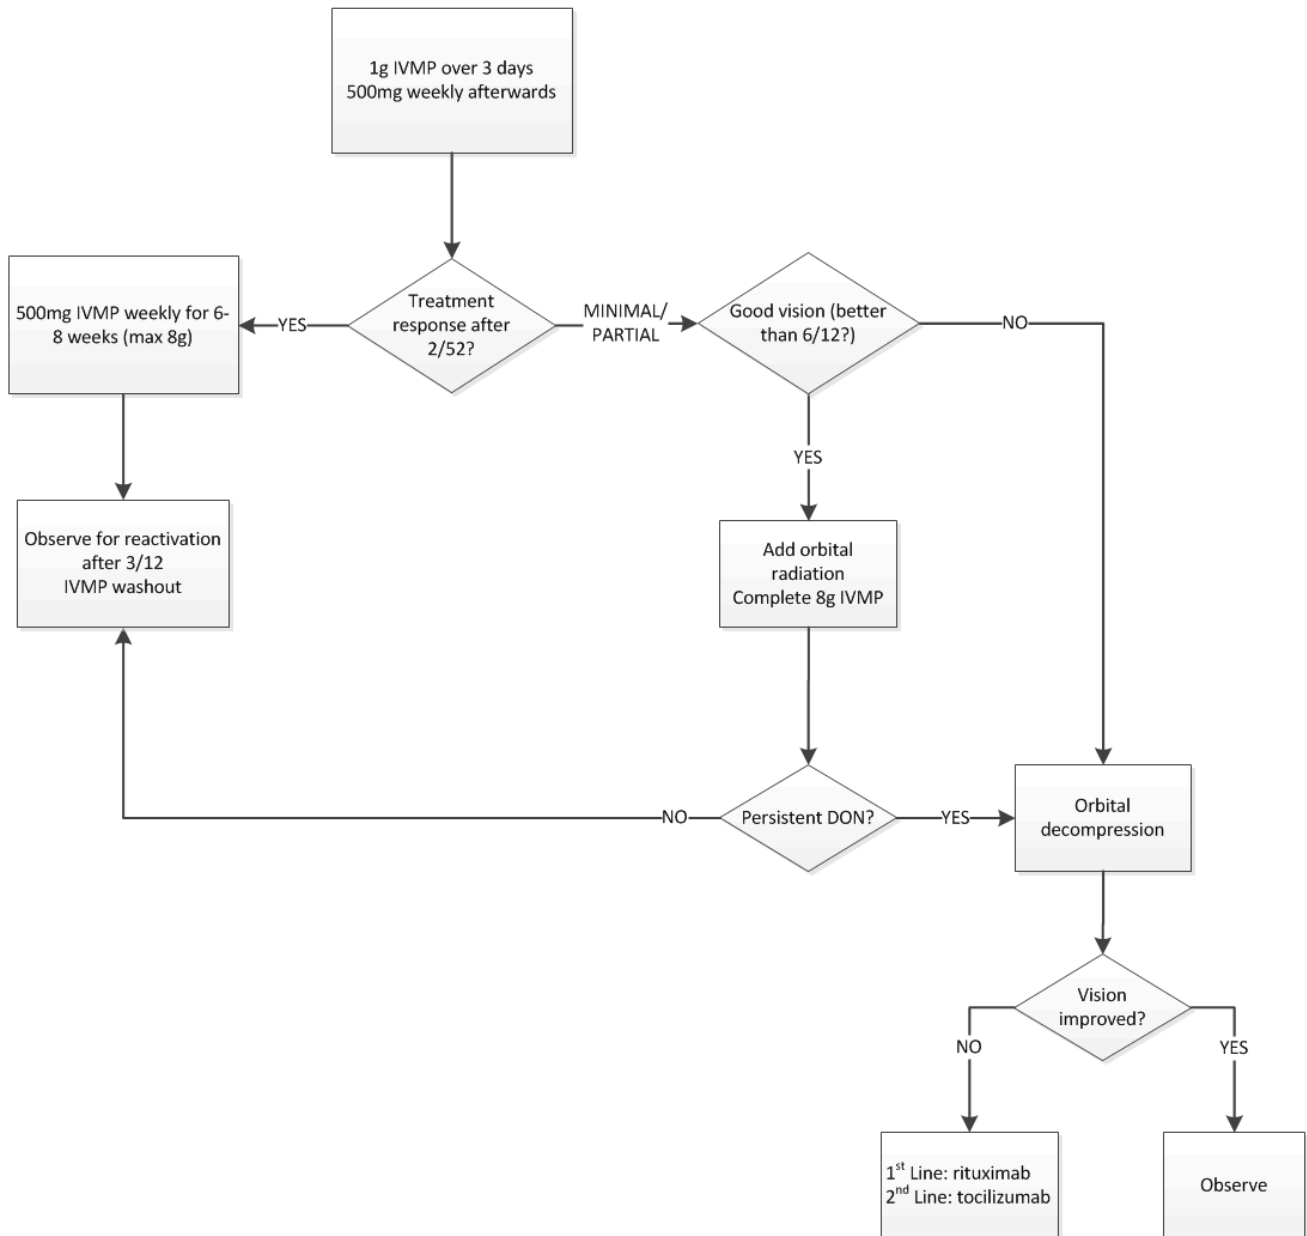 1g IVMP over 3 days
500mg weekly afterwards
500mg IVMP weekly for 6-
8 weeks (max 8g)
YES
Treatment
response after
2/52?
MINIMAL/
PARTIAL
Good vision (better
than 6/12?)
NO
YES
Observe for reactivation
after 3/12
IVMP washout
Add orbital
radiation
Complete 8g IVMP
NO
Persistent DON?
YES
Orbital
decompression
Vision
improved?
NO
YES
1st Line: rituximab
2nd Line: tocilizumab
Observe